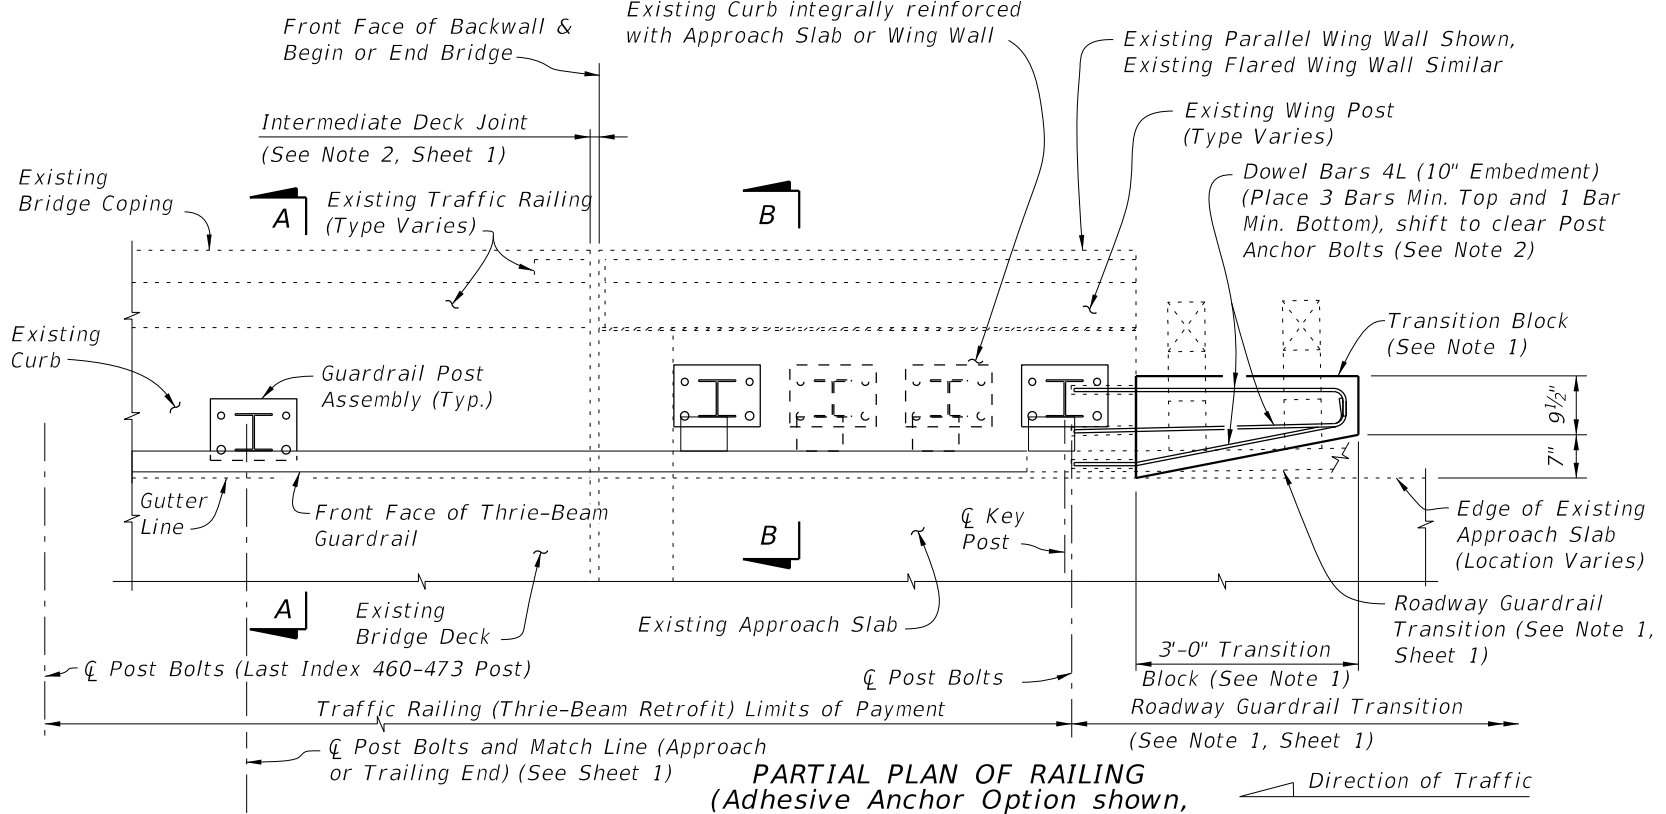 Existing Curb integrally reinforced
with Approach Slab or Wing Wall
Front Face of Backwall &
Begin or End Bridge
Existing Parallel Wing Wall Shown,
Existing Flared Wing Wall Similar
Existing Wing Post
(Type Varies)
Intermediate Deck Joint
(See Note 2, Sheet 1)
Dowel Bars 4L (10" Embedment)
(Place 3 Bars Min. Top and 1 Bar
Min. Bottom), shift to clear Post
Anchor Bolts (See Note 2)
Existing
Bridge Coping
A
Existing Traffic Railing
(Type Varies)
B
Existing
Curb
Guardrail Post
Assembly (Typ.)
Transition Block
(See Note 1)
9½"
7"
Gutter
Line
Front Face of Thrie-Beam
Guardrail
B
℄ Key
Post
Edge of Existing
Approach Slab
(Location Varies)
A
Existing
Bridge Deck
Existing Approach Slab
Roadway Guardrail
Transition (See Note 1,
Sheet 1)
3'-0" Transition
Block (See Note 1)
℄ Post Bolts (Last Index 460-473 Post)
℄ Post Bolts
Traffic Railing (Thrie-Beam Retrofit) Limits of Payment
Roadway Guardrail Transition
(See Note 1, Sheet 1)
℄ Post Bolts and Match Line (Approach
or Trailing End) (See Sheet 1)
PARTIAL PLAN OF RAILING
(Adhesive Anchor Option shown,
Direction of Traffic